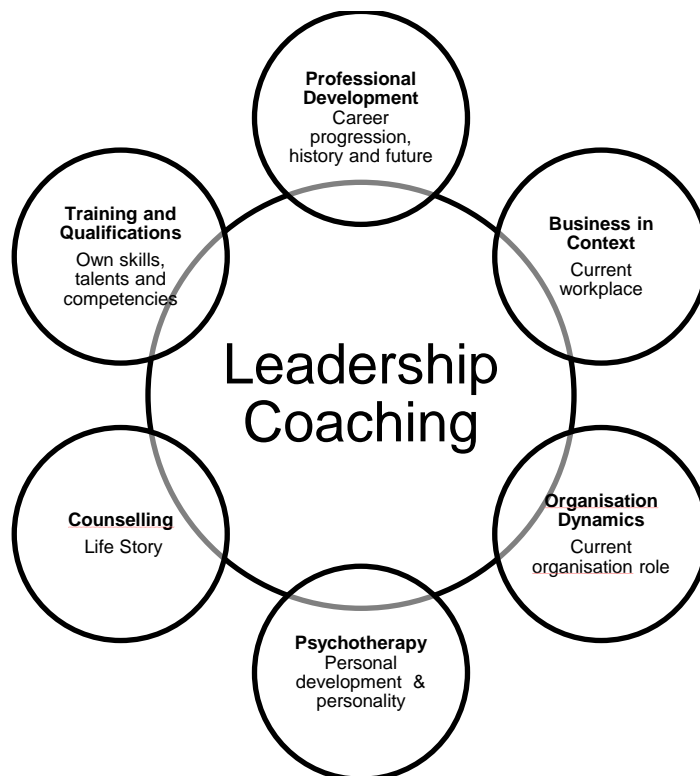 Professional
Development
Career
progression,
history and future
Training and
Qualifications
Own skills,
talents and
competencies
Business in
Context
Current
workplace
Leadership
Coaching
Counselling
Life Story
Organisation
Dynamics
Current
organisation role
Psychotherapy
Personal
development &
personality